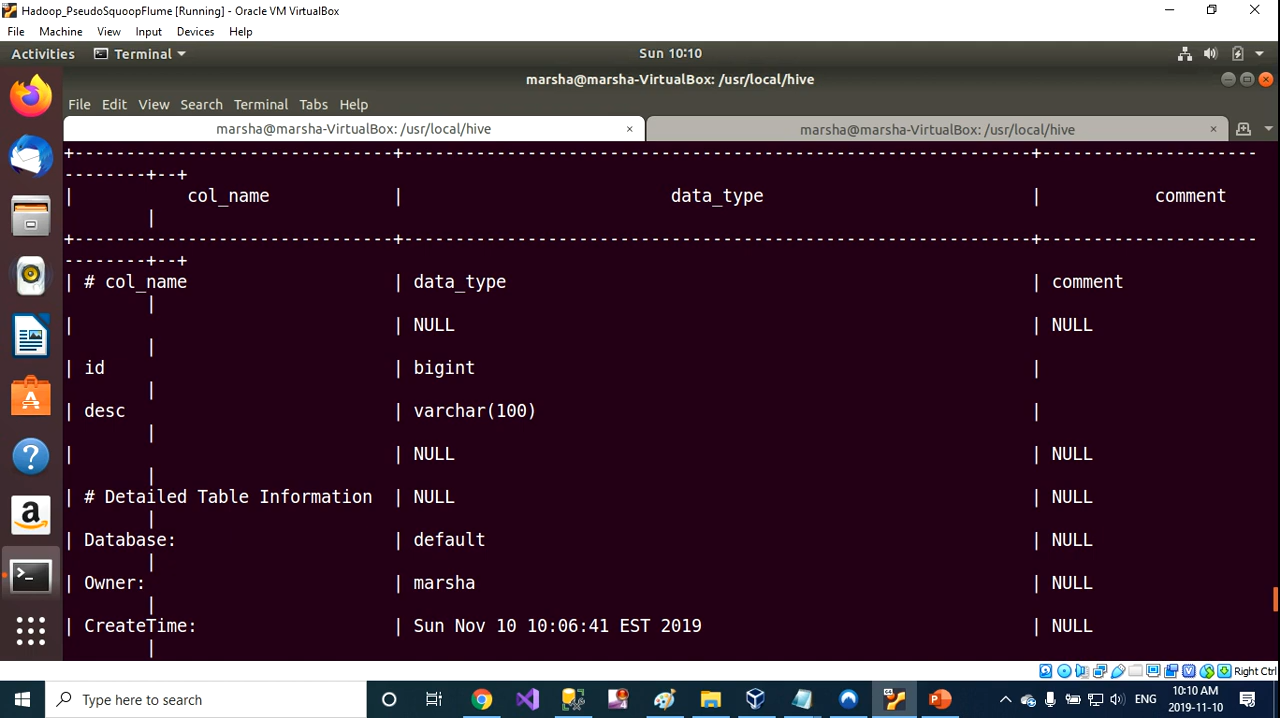 Hadoop_PseudoSquoopFlume [Running] - Oracle VM VirtualBox
File Machine View Input Devices Help
Activities Terminal Sun 10:10
marsha@marsha-VirtualBox: /usr/local/hive
File Edit View Search Terminal Tabs Help
marsha@marsha-VirtualBox: /usr/local/hive × marsha@marsha-VirtualBox: /usr/local/hive ×
+-------------------------------+--------------------------------------------------------------+---------------------
--------+--+
| col_name | data_type | comment
|
+-------------------------------+--------------------------------------------------------------+---------------------
--------+--+
| # col_name | data_type | comment
|
| | NULL | NULL
|
| id | bigint |
|
| desc | varchar(100) |
|
| | NULL | NULL
|
| # Detailed Table Information | NULL | NULL
|
| Database: | default | NULL
|
| Owner: | marsha | NULL
|
| CreateTime: | Sun Nov 10 10:06:41 EST 2019 | NULL
|
Right Ctrl
Type here to search
ENG
10:10 AM
2019-11-10